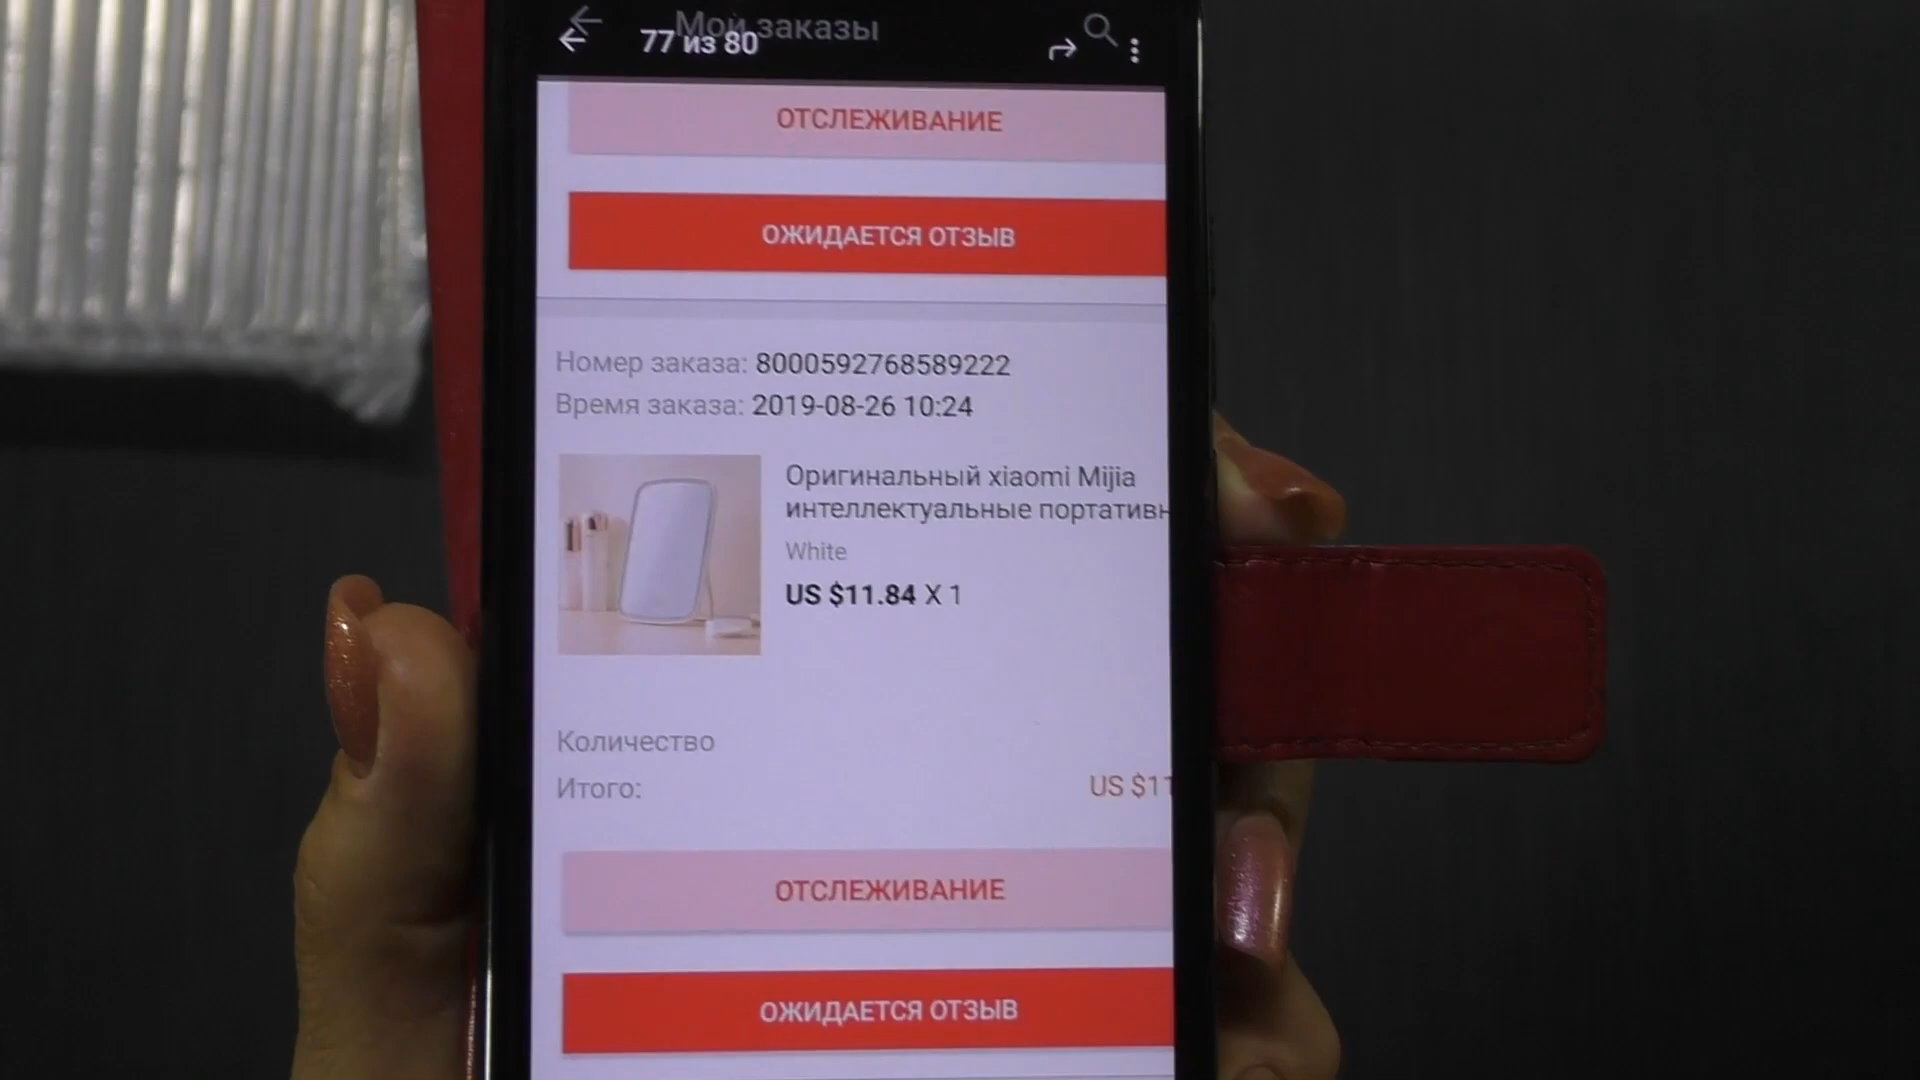 Мои заказы
77 из 80
ОТСЛЕЖИВАНИЕ
ОЖИДАЕТСЯ ОТЗЫВ
Номер заказа: 8000592768589222
Время заказа: 2019-08-26 10:24
Оригинальный xiaomi Mijia
интеллектуальные портативн
White
US $11.84 X 1
Количество
Итого:
US $11
ОТСЛЕЖИВАНИЕ
ОЖИДАЕТСЯ ОТЗЫВ